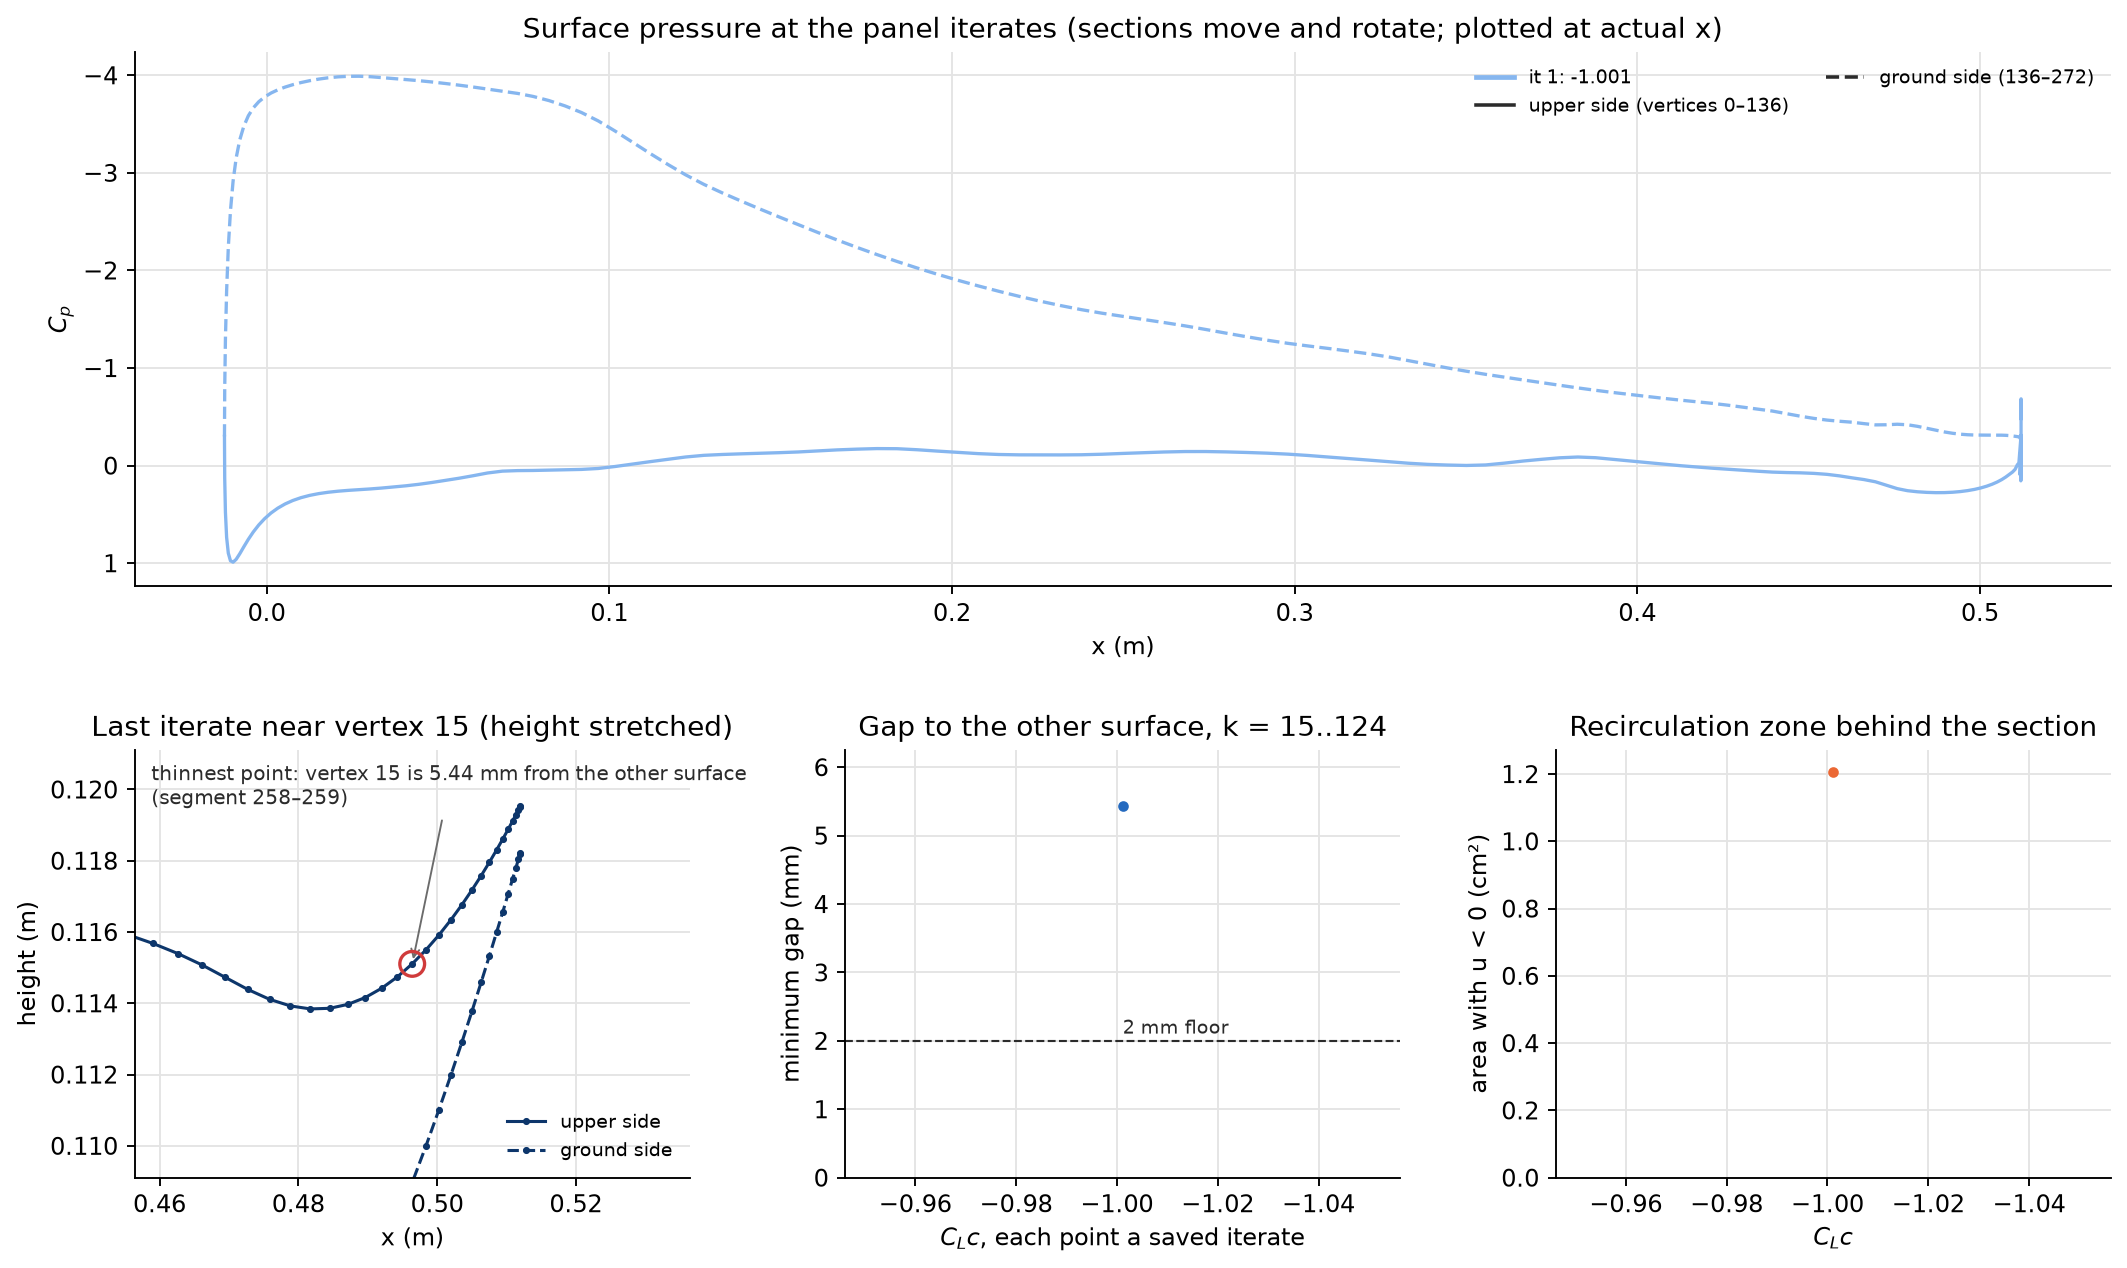 Surface pressure at the panel iterates (sections move and rotate; plotted at actual x)
it 1: -1.001
upper side (vertices 0–136)
ground side (136–272)
−4
−3
−2
−1
0
1
C_p
0.0 0.1 0.2 0.3 0.4 0.5
x (m)
Last iterate near vertex 15 (height stretched)
thinnest point: vertex 15 is 5.44 mm from the other surface
(segment 258–259)
0.120
0.118
0.116
0.114
0.112
0.110
height (m)
upper side
ground side
0.46 0.48 0.50 0.52
x (m)
Gap to the other surface, k = 15..124
6
5
4
3
2
1
0
minimum gap (mm)
2 mm floor
−0.96 −0.98 −1.00 −1.02 −1.04
C_Lc, each point a saved iterate
Recirculation zone behind the section
1.2
1.0
0.8
0.6
0.4
0.2
0.0
area with u < 0 (cm²)
−0.96 −0.98 −1.00 −1.02 −1.04
C_Lc